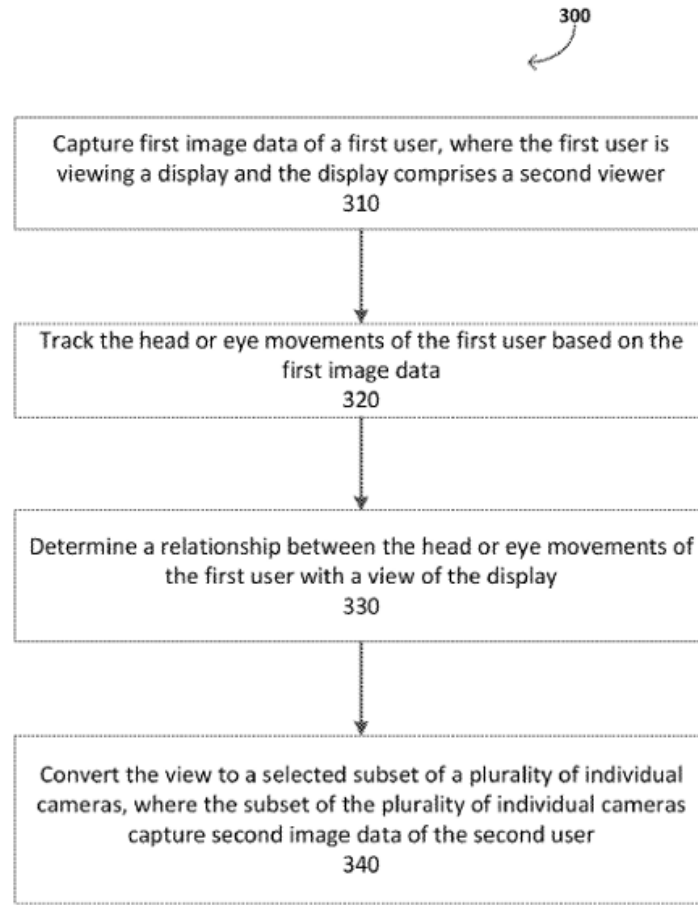 300
Capture first image data of a first user, where the first user is
viewing a display and the display comprises a second viewer
310
Track the head or eye movements of the first user based on the
first image data
320
Determine a relationship between the head or eye movements of
the first user with a view of the display
330
Convert the view to a selected subset of a plurality of individual
cameras, where the subset of the plurality of individual cameras
capture second image data of the second user
340